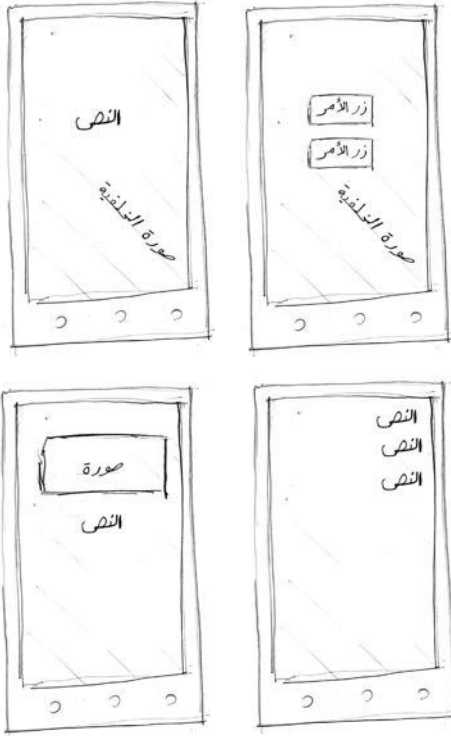 النص
صورة الخلفية
زر الأمر
زر الأمر
صورة الخلفية
صورة
النص
النص
النص
النص